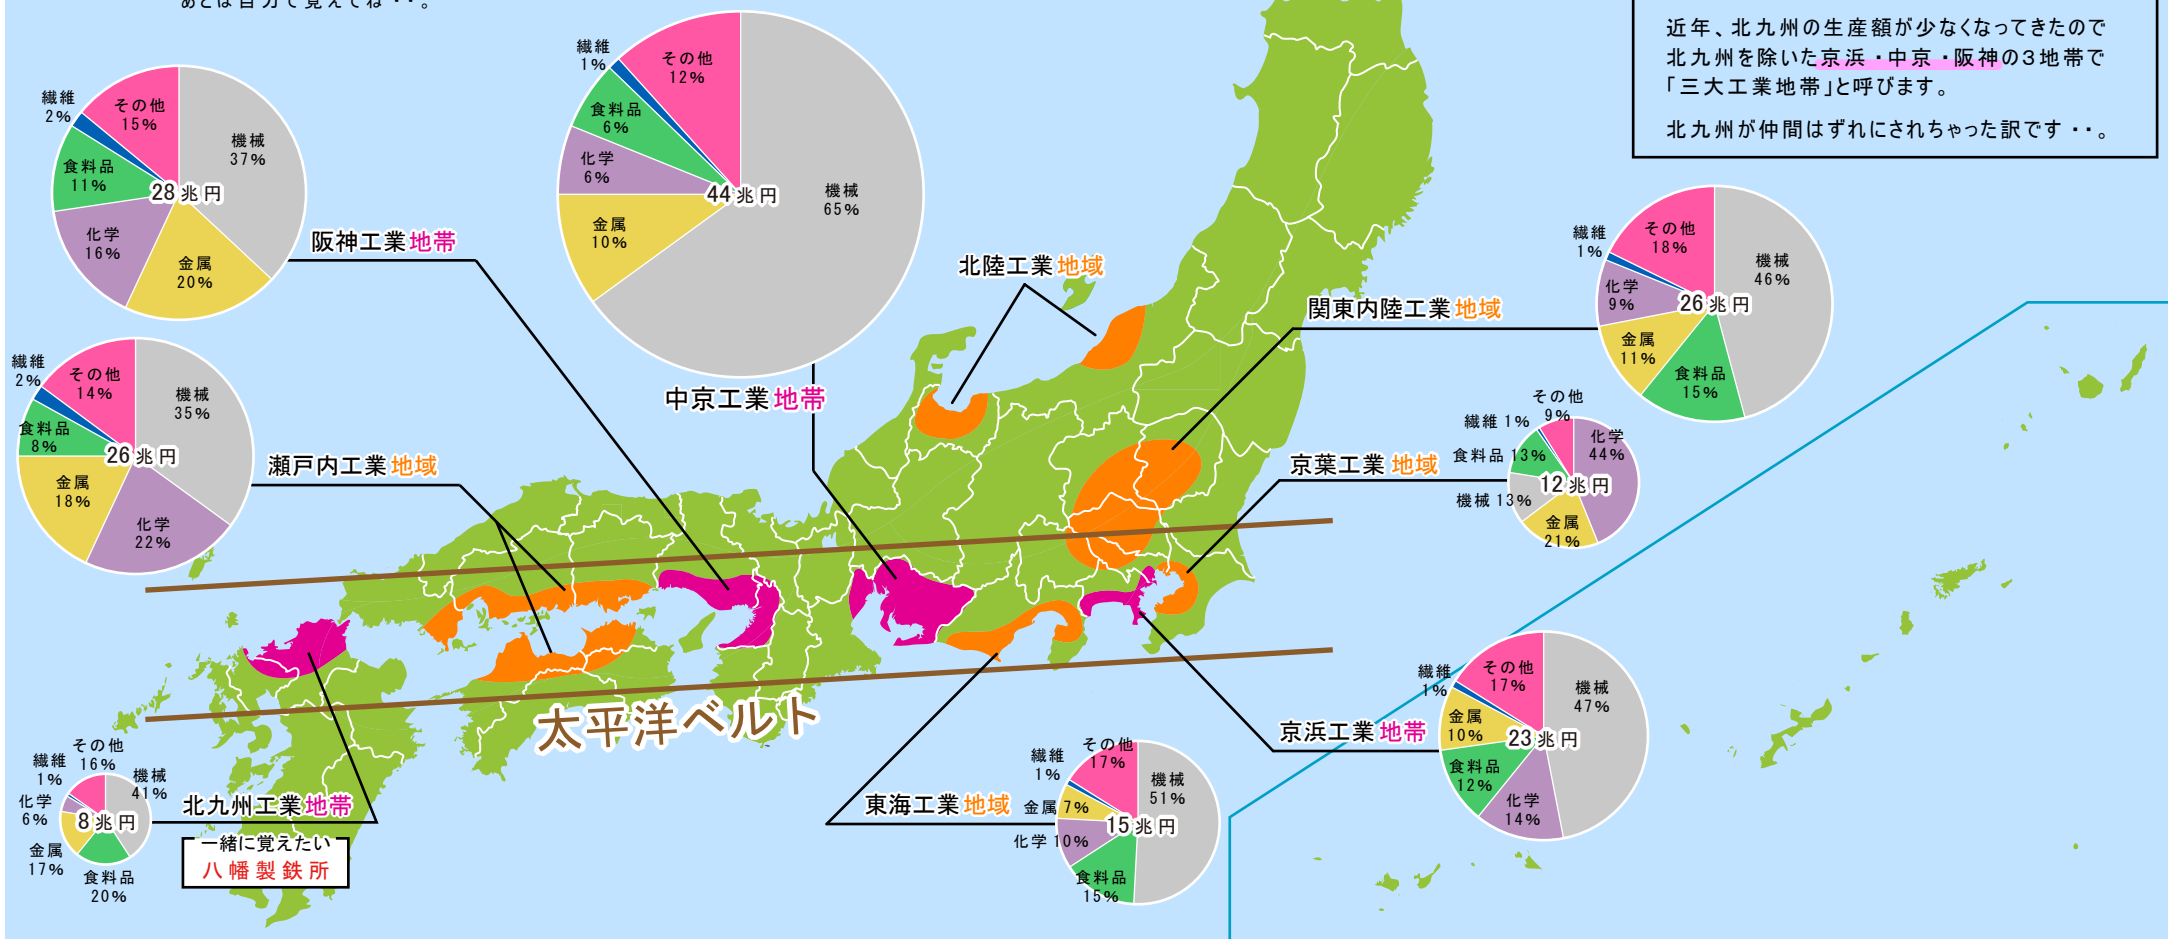 あとは自力で覚えてね・・。
近年、北九州の生産額が少なくなってきたので
北九州を除いた京浜・中京・阪神の3地帯で
「三大工業地帯」と呼びます。
北九州が仲間はずれにされちゃった訳です・・。
繊維
2%
その他
15%
機械
37%
食料品
11%
28兆円
化学
16%
金属
20%
阪神工業地帯
繊維
1%
その他
12%
食料品
6%
化学
6%
44兆円
機械
65%
金属
10%
中京工業地帯
北陸工業地域
関東内陸工業地域
繊維
1%
その他
18%
機械
46%
化学
9%
26兆円
金属
11%
食料品
15%
繊維
2%
その他
14%
機械
35%
食料品
8%
26兆円
金属
18%
化学
22%
瀬戸内工業地域
京葉工業地域
その他
9%
繊維 1%
化学
44%
食料品 13%
12兆円
機械 13%
金属
21%
太平洋ベルト
京浜工業地帯
繊維
1%
その他
17%
機械
47%
金属
10%
23兆円
食料品
12%
化学
14%
東海工業地域
繊維
1%
その他
17%
機械
51%
金属 7%
15兆円
化学 10%
食料品
15%
その他
16%
繊維
1%
機械
41%
化学
6%
8兆円
金属
17%
食料品
20%
北九州工業地帯
一緒に覚えたい
八幡製鉄所